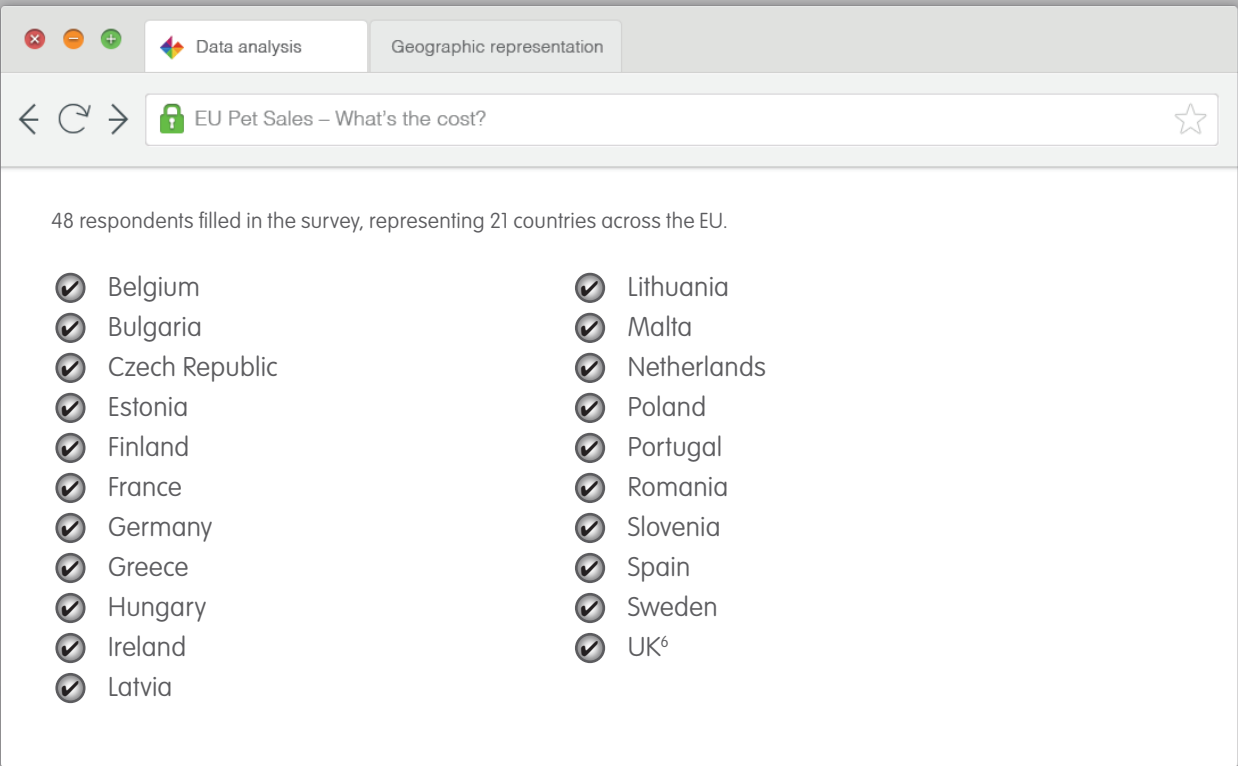 Data analysis
Geographic representation
EU Pet Sales – What's the cost?
48 respondents filled in the survey, representing 21 countries across the EU.
Belgium
Bulgaria
Czech Republic
Estonia
Finland
France
Germany
Greece
Hungary
Ireland
Latvia
Lithuania
Malta
Netherlands
Poland
Portugal
Romania
Slovenia
Spain
Sweden
UK⁶